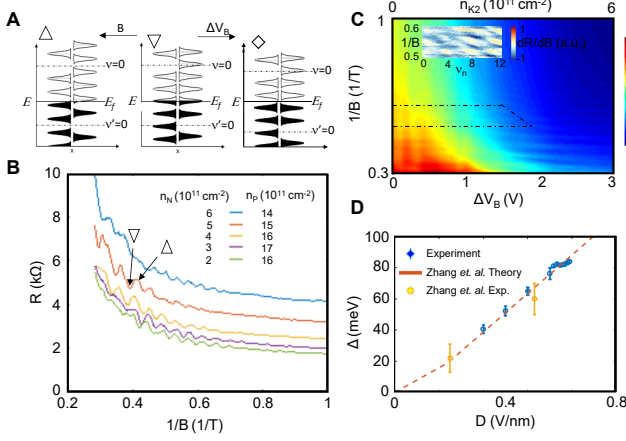 A
B
ΔV_B
ν=0
ν=0
ν=0
E
E_f
E
E_f
E
ν'=0
ν'=0
ν'=0
x
x
B
10
8
6
4
2
0
R (kΩ)
n_N (10^11 cm^-2) n_P (10^11 cm^-2)
6 14
5 15
4 16
3 17
2 16
0.2 0.4 0.6 0.8 1
1/B (1/T)
C
n_K2 (10^11 cm^-2)
0 6
1
1/B (1/T)
0.3
0.6
1/B
0.5
0 4 8 12
ν_n
1
0
-1
dR/dB (a.u.)
0 1 2 3
ΔV_B (V)
D
100
80
60
40
20
0
Δ (meV)
Experiment
Zhang et. al. Theory
Zhang et. al. Exp.
0 0.2 0.4 0.6 0.8
D (V/nm)